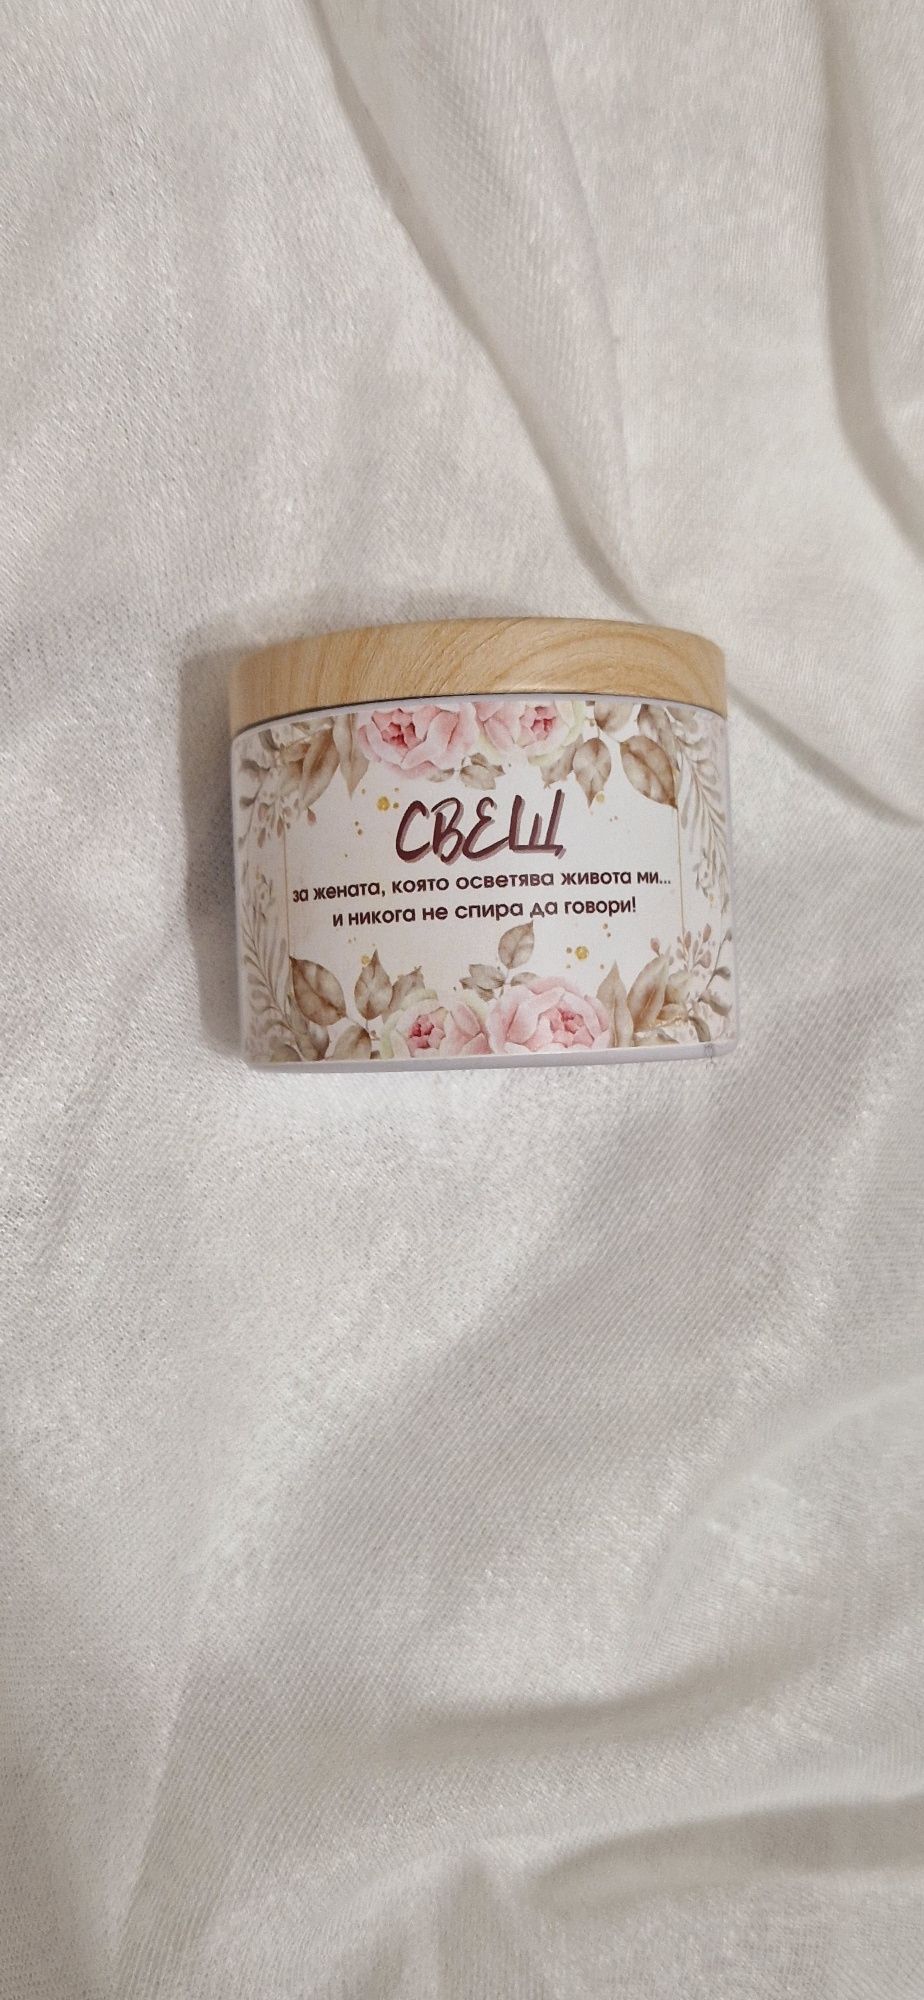 СВЕЩ
за жената, която осветява живота ми...
и никога не спира да говори!